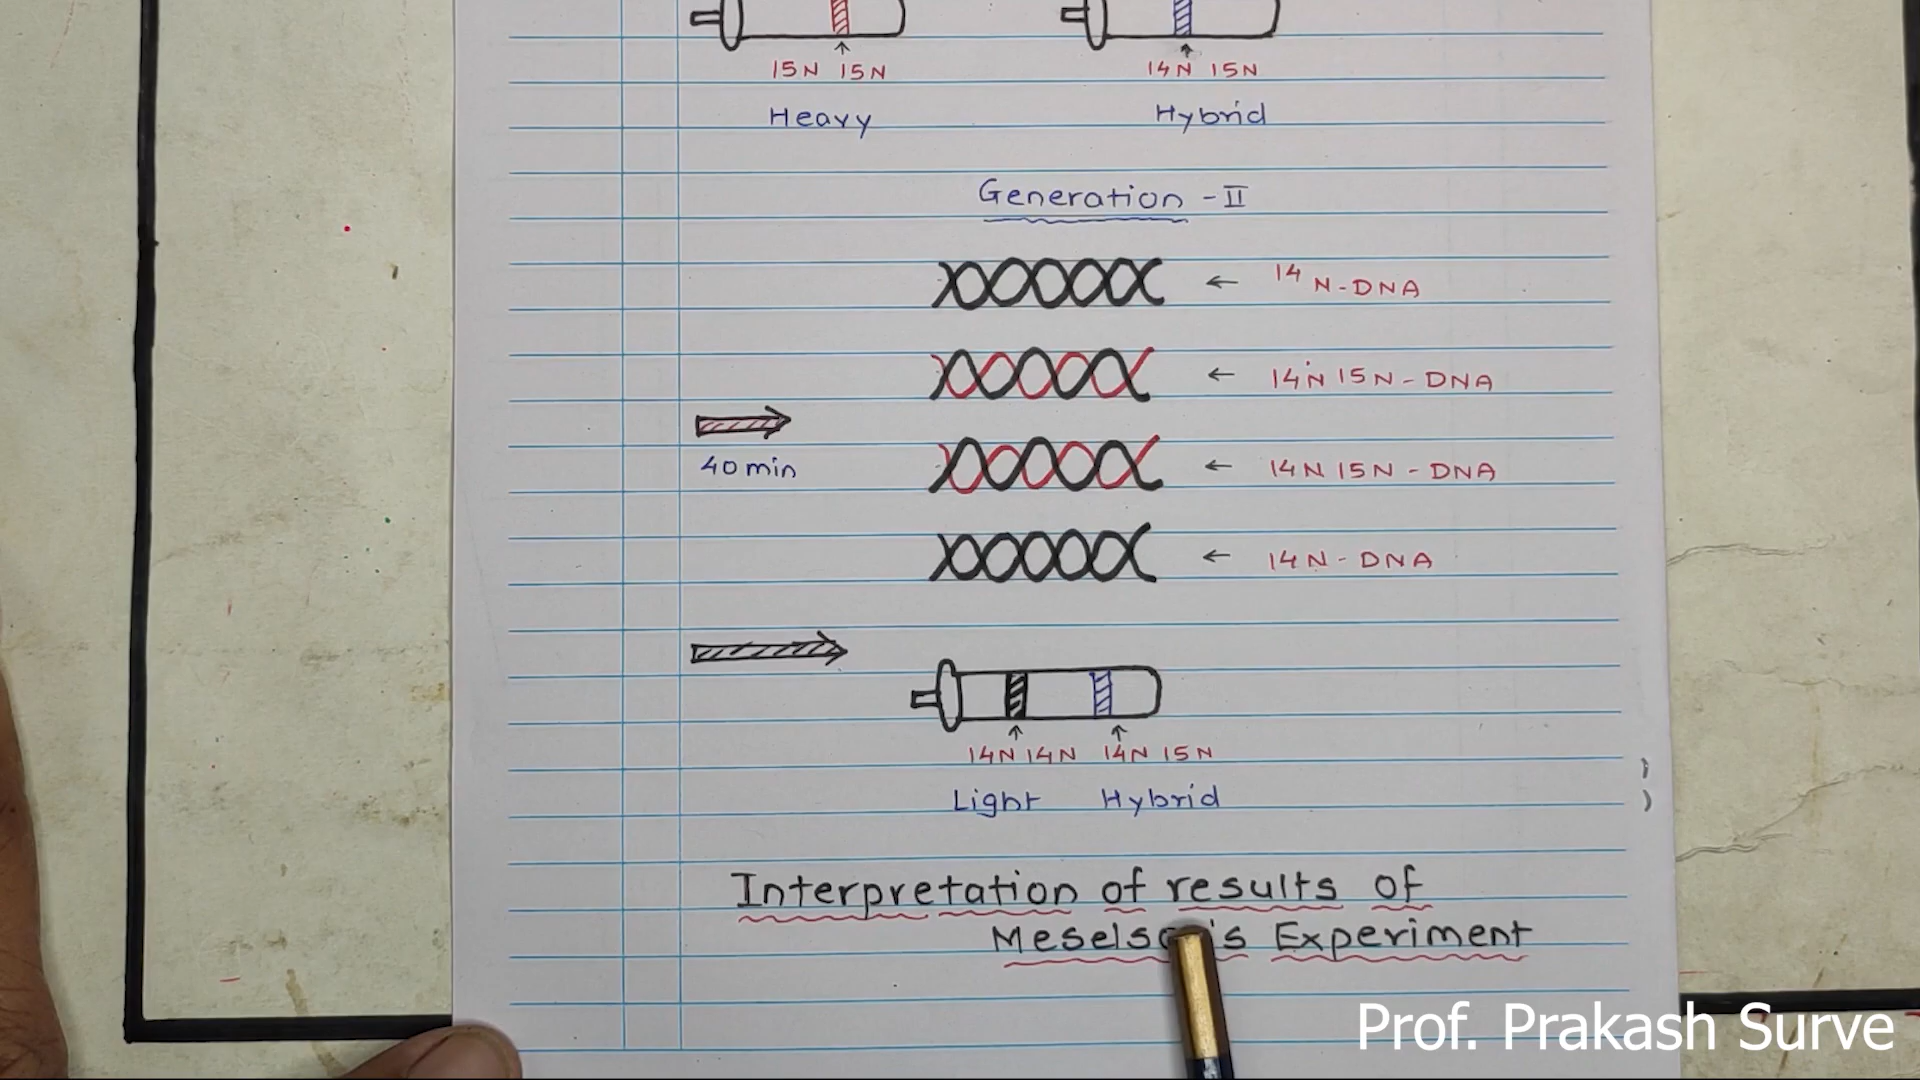 15N 15N 14N 15N
Heavy Hybrid
Generation - II
14 N-DNA
14N 15N - DNA
40 min
14N 15N - DNA
14N - DNA
14N 14N 14N 15N
Light Hybrid
Interpretation of results of
Experiment
Prof. Prakash Surve